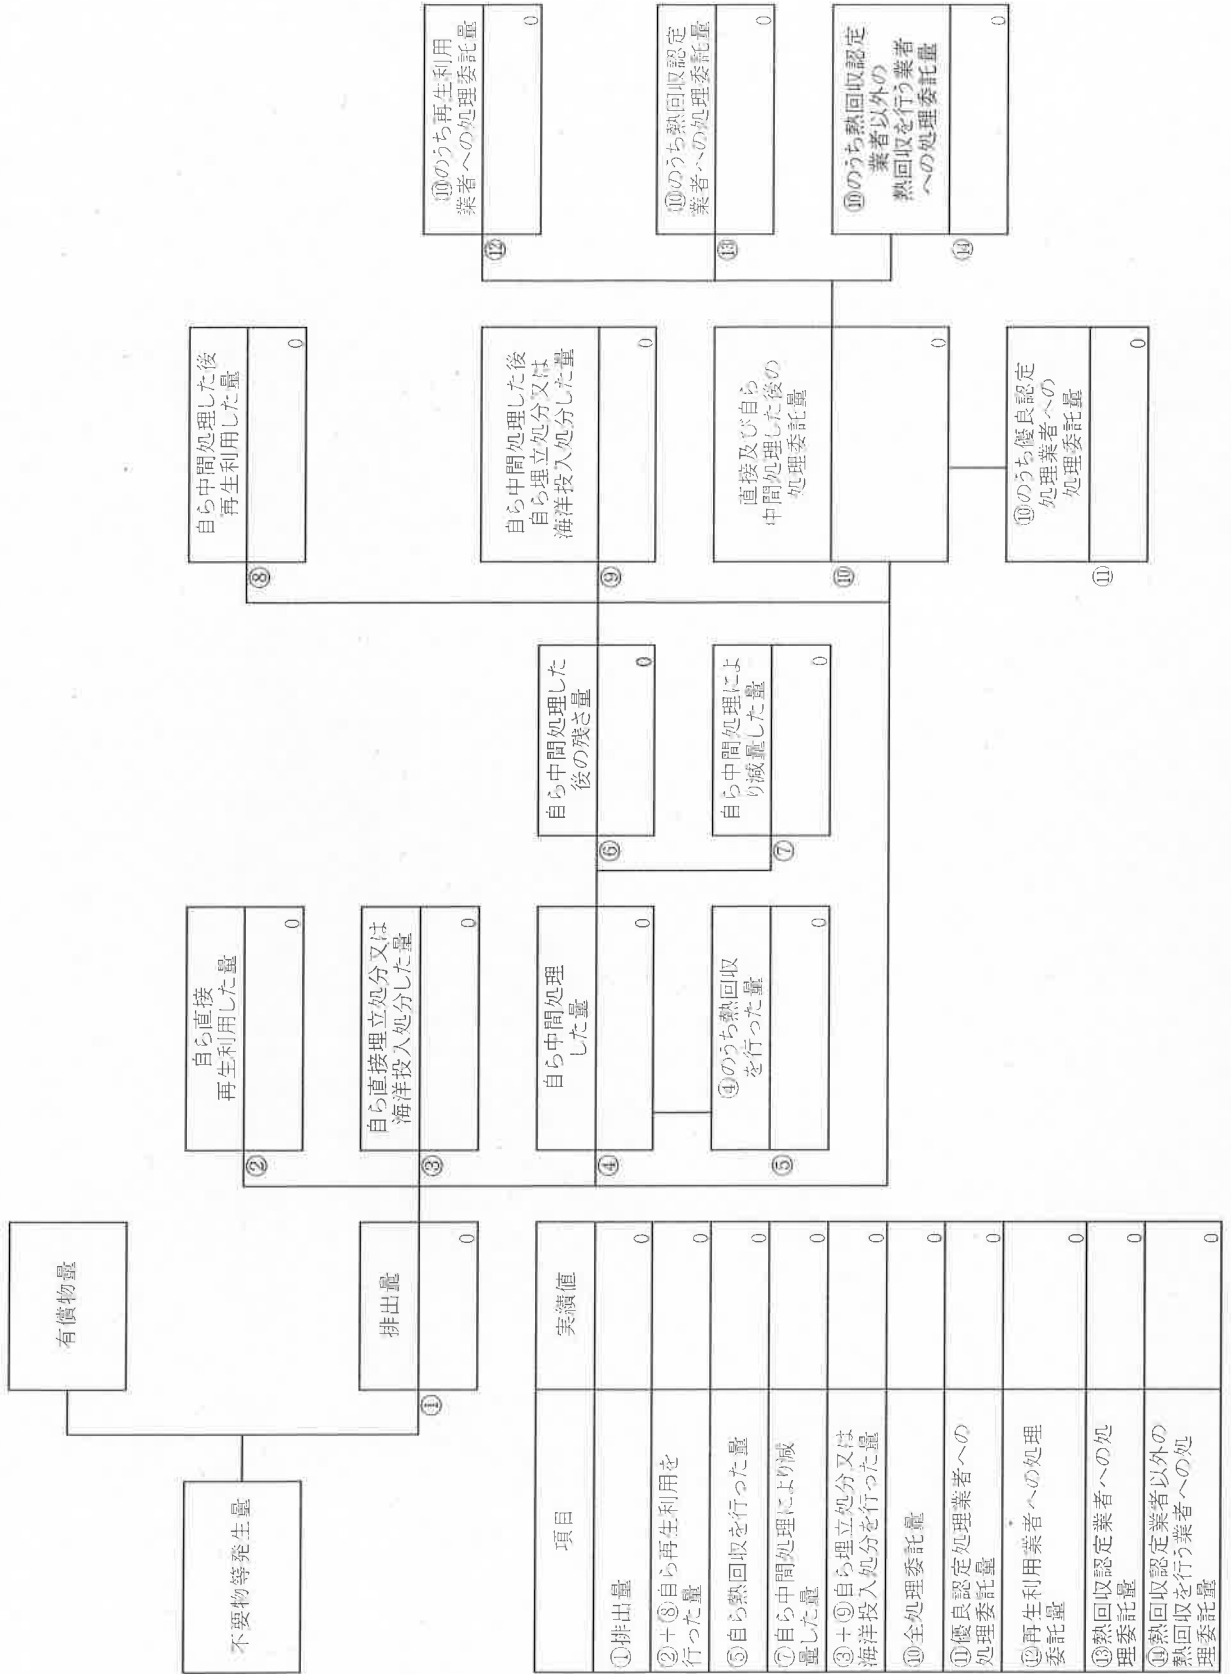 不要物等発生量
有償物量
①
排出量
0
②
自ら直接
再生利用した量
0
③
自ら直接埋立処分又は
海洋投入処分した量
0
④
自ら中間処理
した量
0
⑤
④のうち熱回収
を行った量
0
⑥
自ら中間処理した
後の残さ量
0
⑦
自ら中間処理によ
り減量した量
0
⑧
自ら中間処理した後
再生利用した量
0
⑨
自ら中間処理した後
自ら埋立処分又は
海洋投入処分した量
0
⑩
直接及び自ら
中間処理した後の
処理委託量
0
⑪
⑩のうち優良認定
処理業者への
処理委託量
0
⑫
⑩のうち再生利用
業者への処理委託量
0
⑬
⑩のうち熱回収認定
業者への処理委託量
0
⑭
⑩のうち熱回収認定
業者以外の
熱回収を行う業者
への処理委託量
0
項目
実績値
①排出量
0
②+⑧自ら再生利用を
行った量
0
⑤自ら熱回収を行った量
0
⑦自ら中間処理により減
量した量
0
③+⑨自ら埋立処分又は
海洋投入処分を行った量
0
⑩全処理委託量
0
⑪優良認定処理業者への
処理委託量
0
⑫再生利用業者への処理
委託量
0
⑬熱回収認定業者への処
理委託量
0
⑭熱回収認定業者以外の
熱回収を行う業者への処
理委託量
0